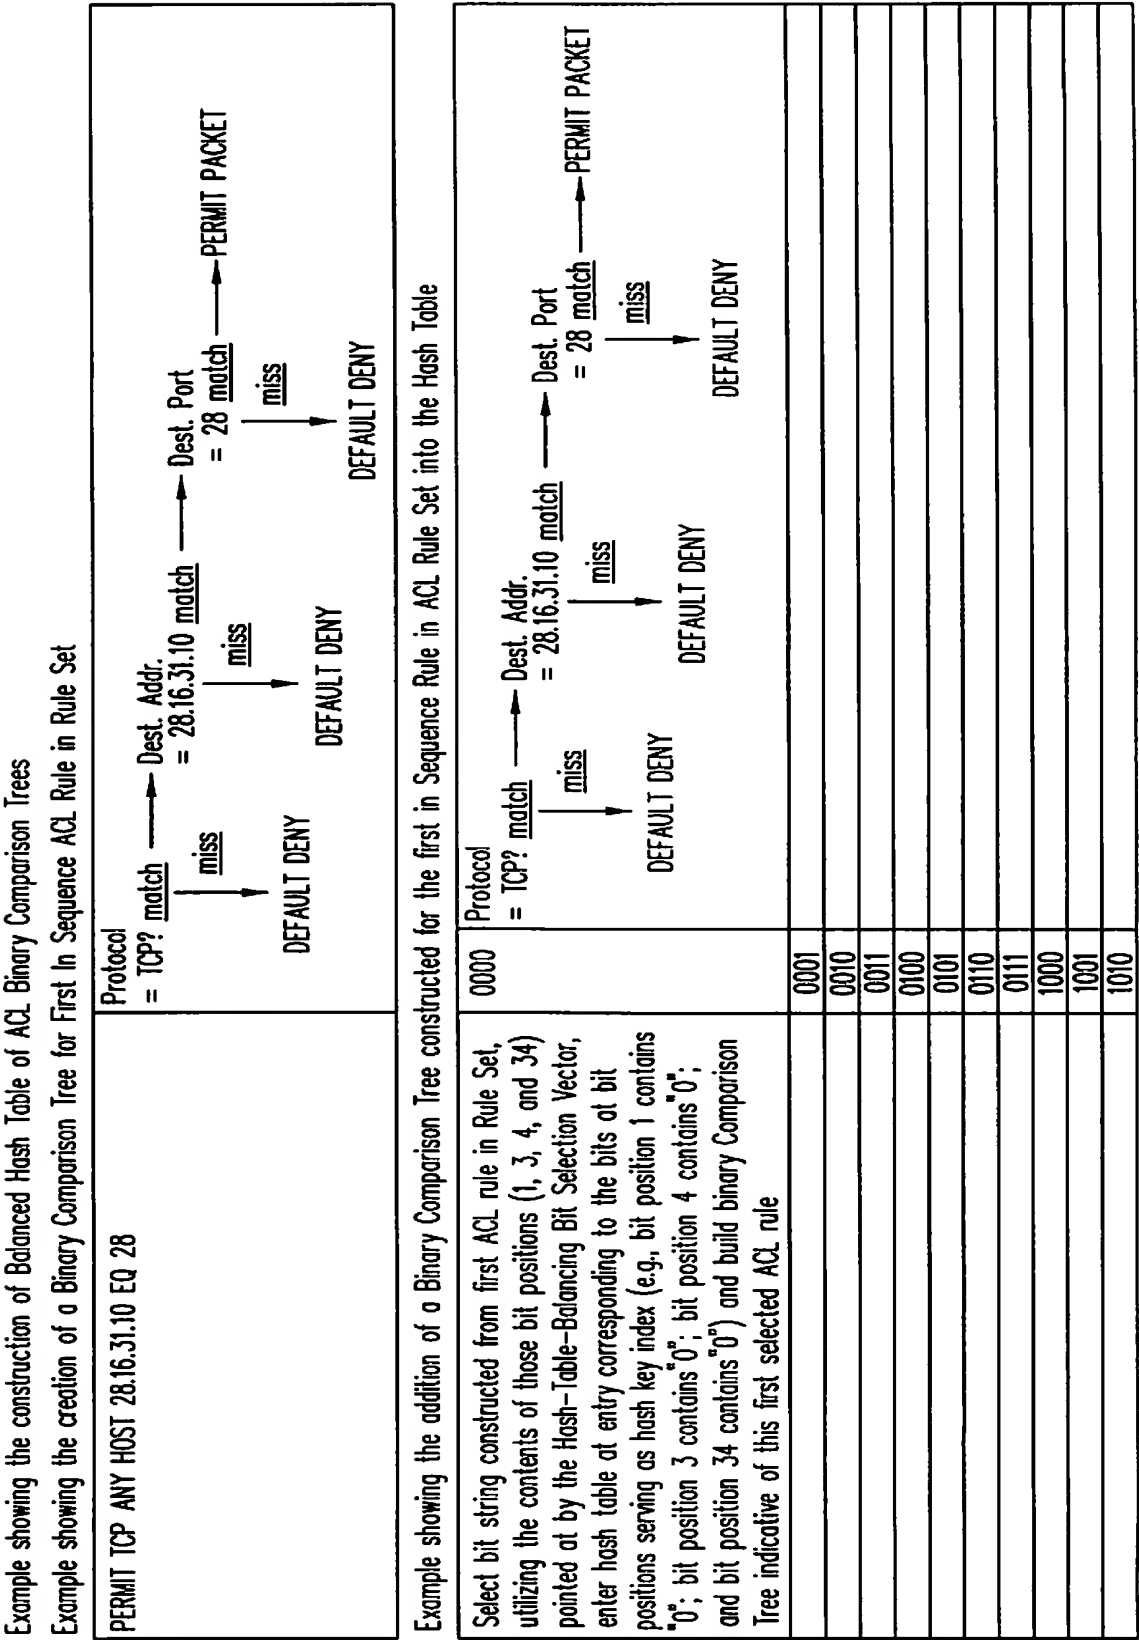 Example showing the construction of Balanced Hash Table of ACL Binary Comparison Trees
Example showing the creation of a Binary Comparison Tree for First In Sequence ACL Rule in Rule Set
PERMIT TCP ANY HOST 28.16.31.10 EQ 28
Protocol
= TCP? match
miss
DEFAULT DENY
Dest. Addr.
= 28.16.31.10 match
miss
DEFAULT DENY
Dest. Port
= 28 match
miss
DEFAULT DENY
PERMIT PACKET
Example showing the addition of a Binary Comparison Tree constructed for the first in Sequence Rule in ACL Rule Set into the Hash Table
Select bit string constructed from first ACL rule in Rule Set,
utilizing the contents of those bit positions (1, 3, 4, and 34)
pointed at by the Hash-Table-Balancing Bit Selection Vector,
enter hash table at entry corresponding to the bits at bit
positions serving as hash key index (e.g., bit position 1 contains
"0"; bit position 3 contains "0"; bit position 4 contains "0";
and bit position 34 contains "0") and build binary Comparison
Tree indicative of this first selected ACL rule
0000
Protocol
= TCP? match
miss
DEFAULT DENY
Dest. Addr.
= 28.16.31.10 match
miss
DEFAULT DENY
Dest. Port
= 28 match
miss
DEFAULT DENY
PERMIT PACKET
0001
0010
0011
0100
0101
0110
0111
1000
1001
1010